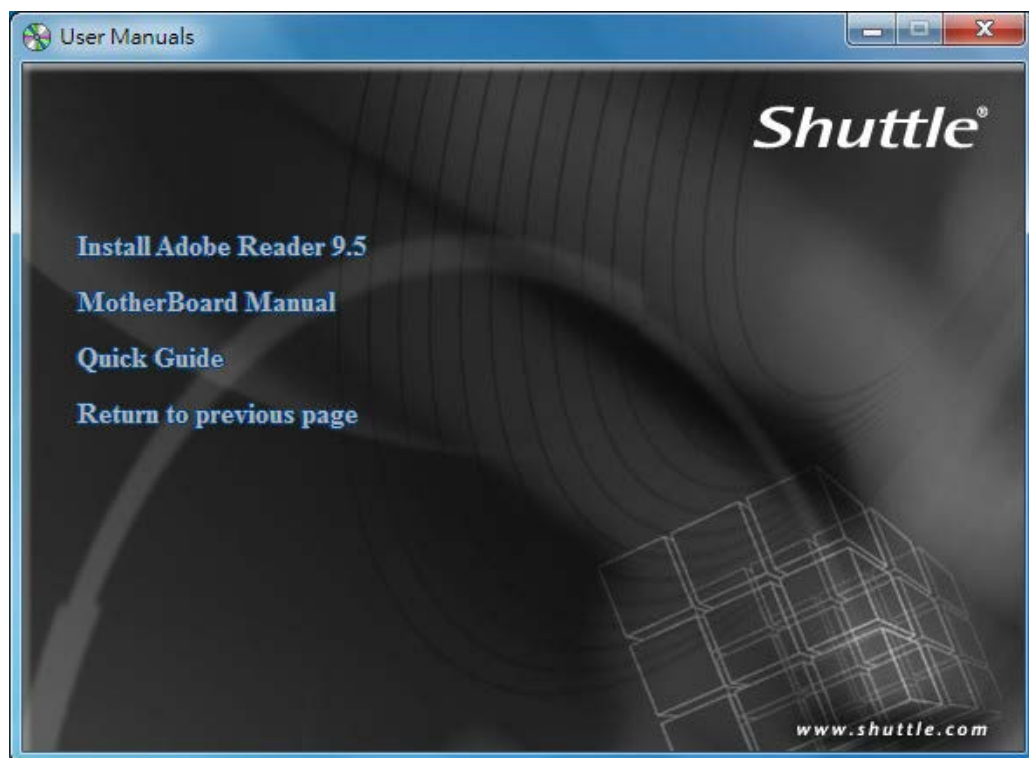 User Manuals
Shuttle®
Install Adobe Reader 9.5
MotherBoard Manual
Quick Guide
Return to previous page
www.shuttle.com